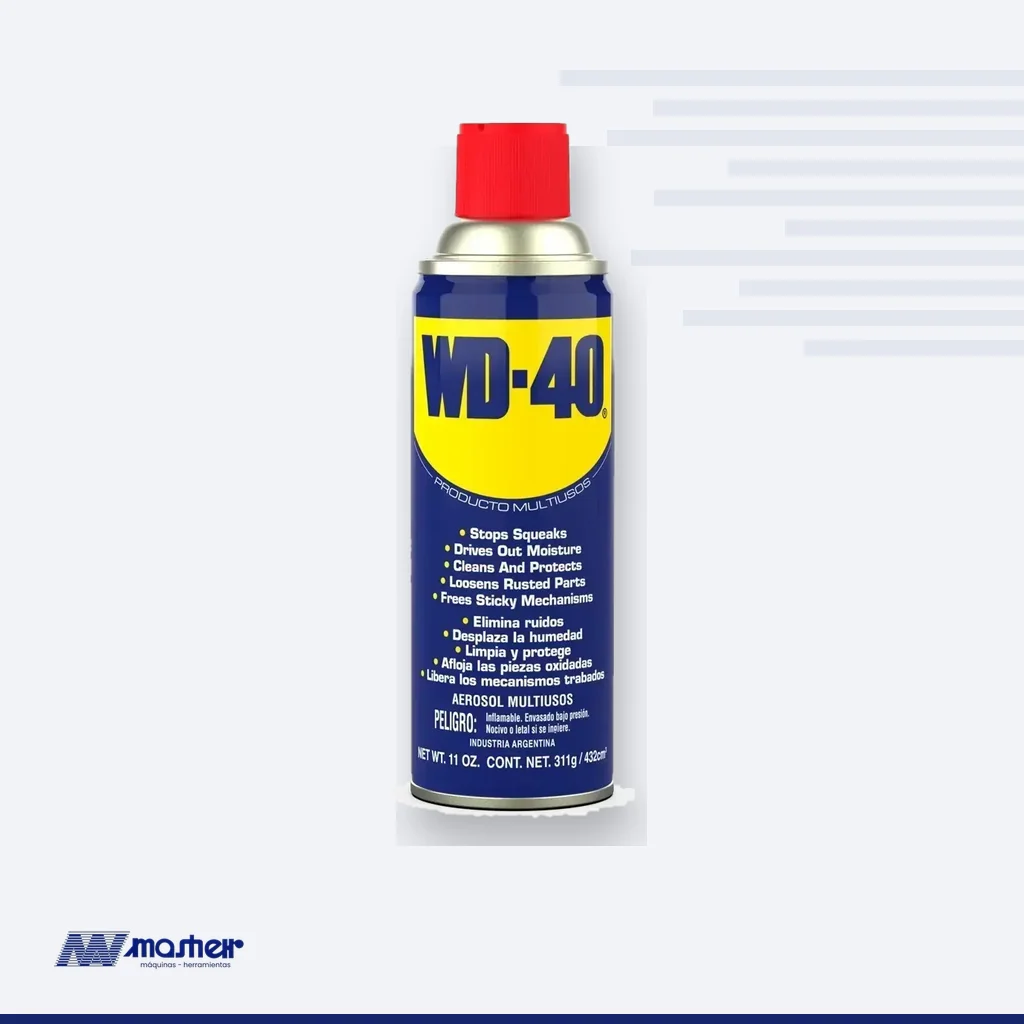 WD-40®
PRODUCTO MULTIUSOS
• Stops Squeaks
• Drives Out Moisture
• Cleans And Protects
• Loosens Rusted Parts
• Frees Sticky Mechanisms
• Elimina ruidos
• Desplaza la humedad
• Limpia y protege
• Afloja las piezas oxidadas
• Libera los mecanismos trabados
AEROSOL MULTIUSOS
PELIGRO: Inflamable. Envasado bajo presión.
Nocivo o letal si se ingiere.
INDUSTRIA ARGENTINA
NET WT. 11 OZ. CONT. NET. 311g / 432cm³
masheir
máquinas - herramientas